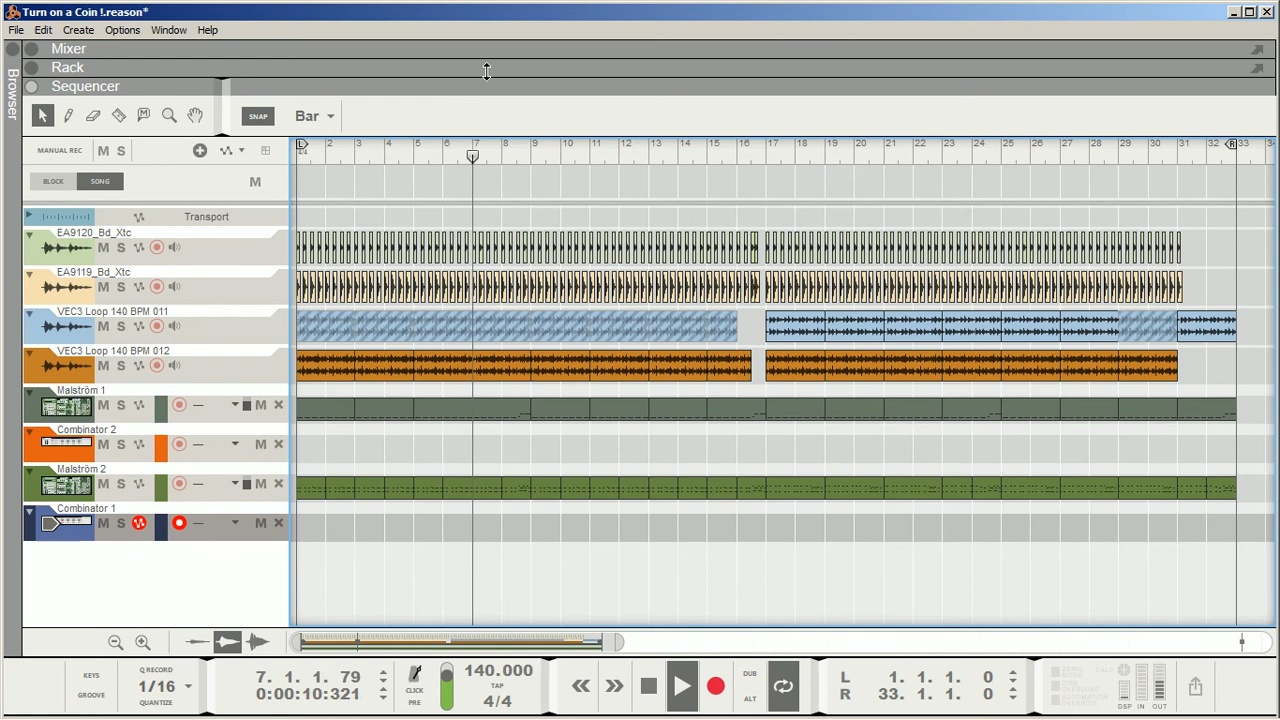 Turn on a Coin !.reason*
File Edit Create Options Window Help
Mixer
Rack
Sequencer
Browser
SNAP Bar
MANUAL REC M S
L 2 3 4 5 6 7 8 9 10 11 12 13 14 15 16 17 18 19 20 21 22 23 24 25 26 27 28 29 30 31 32 R 33 34
4/4
BLOCK SONG M
Transport
EA9120_Bd_Xtc
M S
EA9119_Bd_Xtc
M S
VEC3 Loop 140 BPM 011
M S
VEC3 Loop 140 BPM 012
M S
Malström 1
M S M
Combinator 2
M S M
Malström 2
M S M
Combinator 1
M S M
KEYS
GROOVE
Q RECORD
1/16
QUANTIZE
7. 1. 1. 79
0:00:10:321
CLICK
PRE
140.000
TAP
4/4
DUB
ALT
L 1. 1. 1. 0
R 33. 1. 1. 0
DSP IN OUT